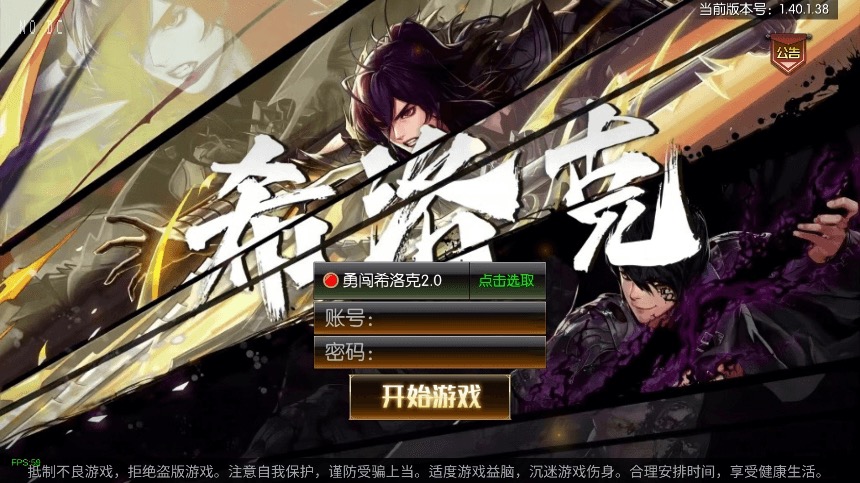 NO DC
当前版本号：1.40.1.38
公告
希洛克
勇闯希洛克2.0 点击选取
账号：
密码：
开始游戏
FPS:59
抵制不良游戏，拒绝盗版游戏。注意自我保护，谨防受骗上当。适度游戏益脑，沉迷游戏伤身。合理安排时间，享受健康生活。